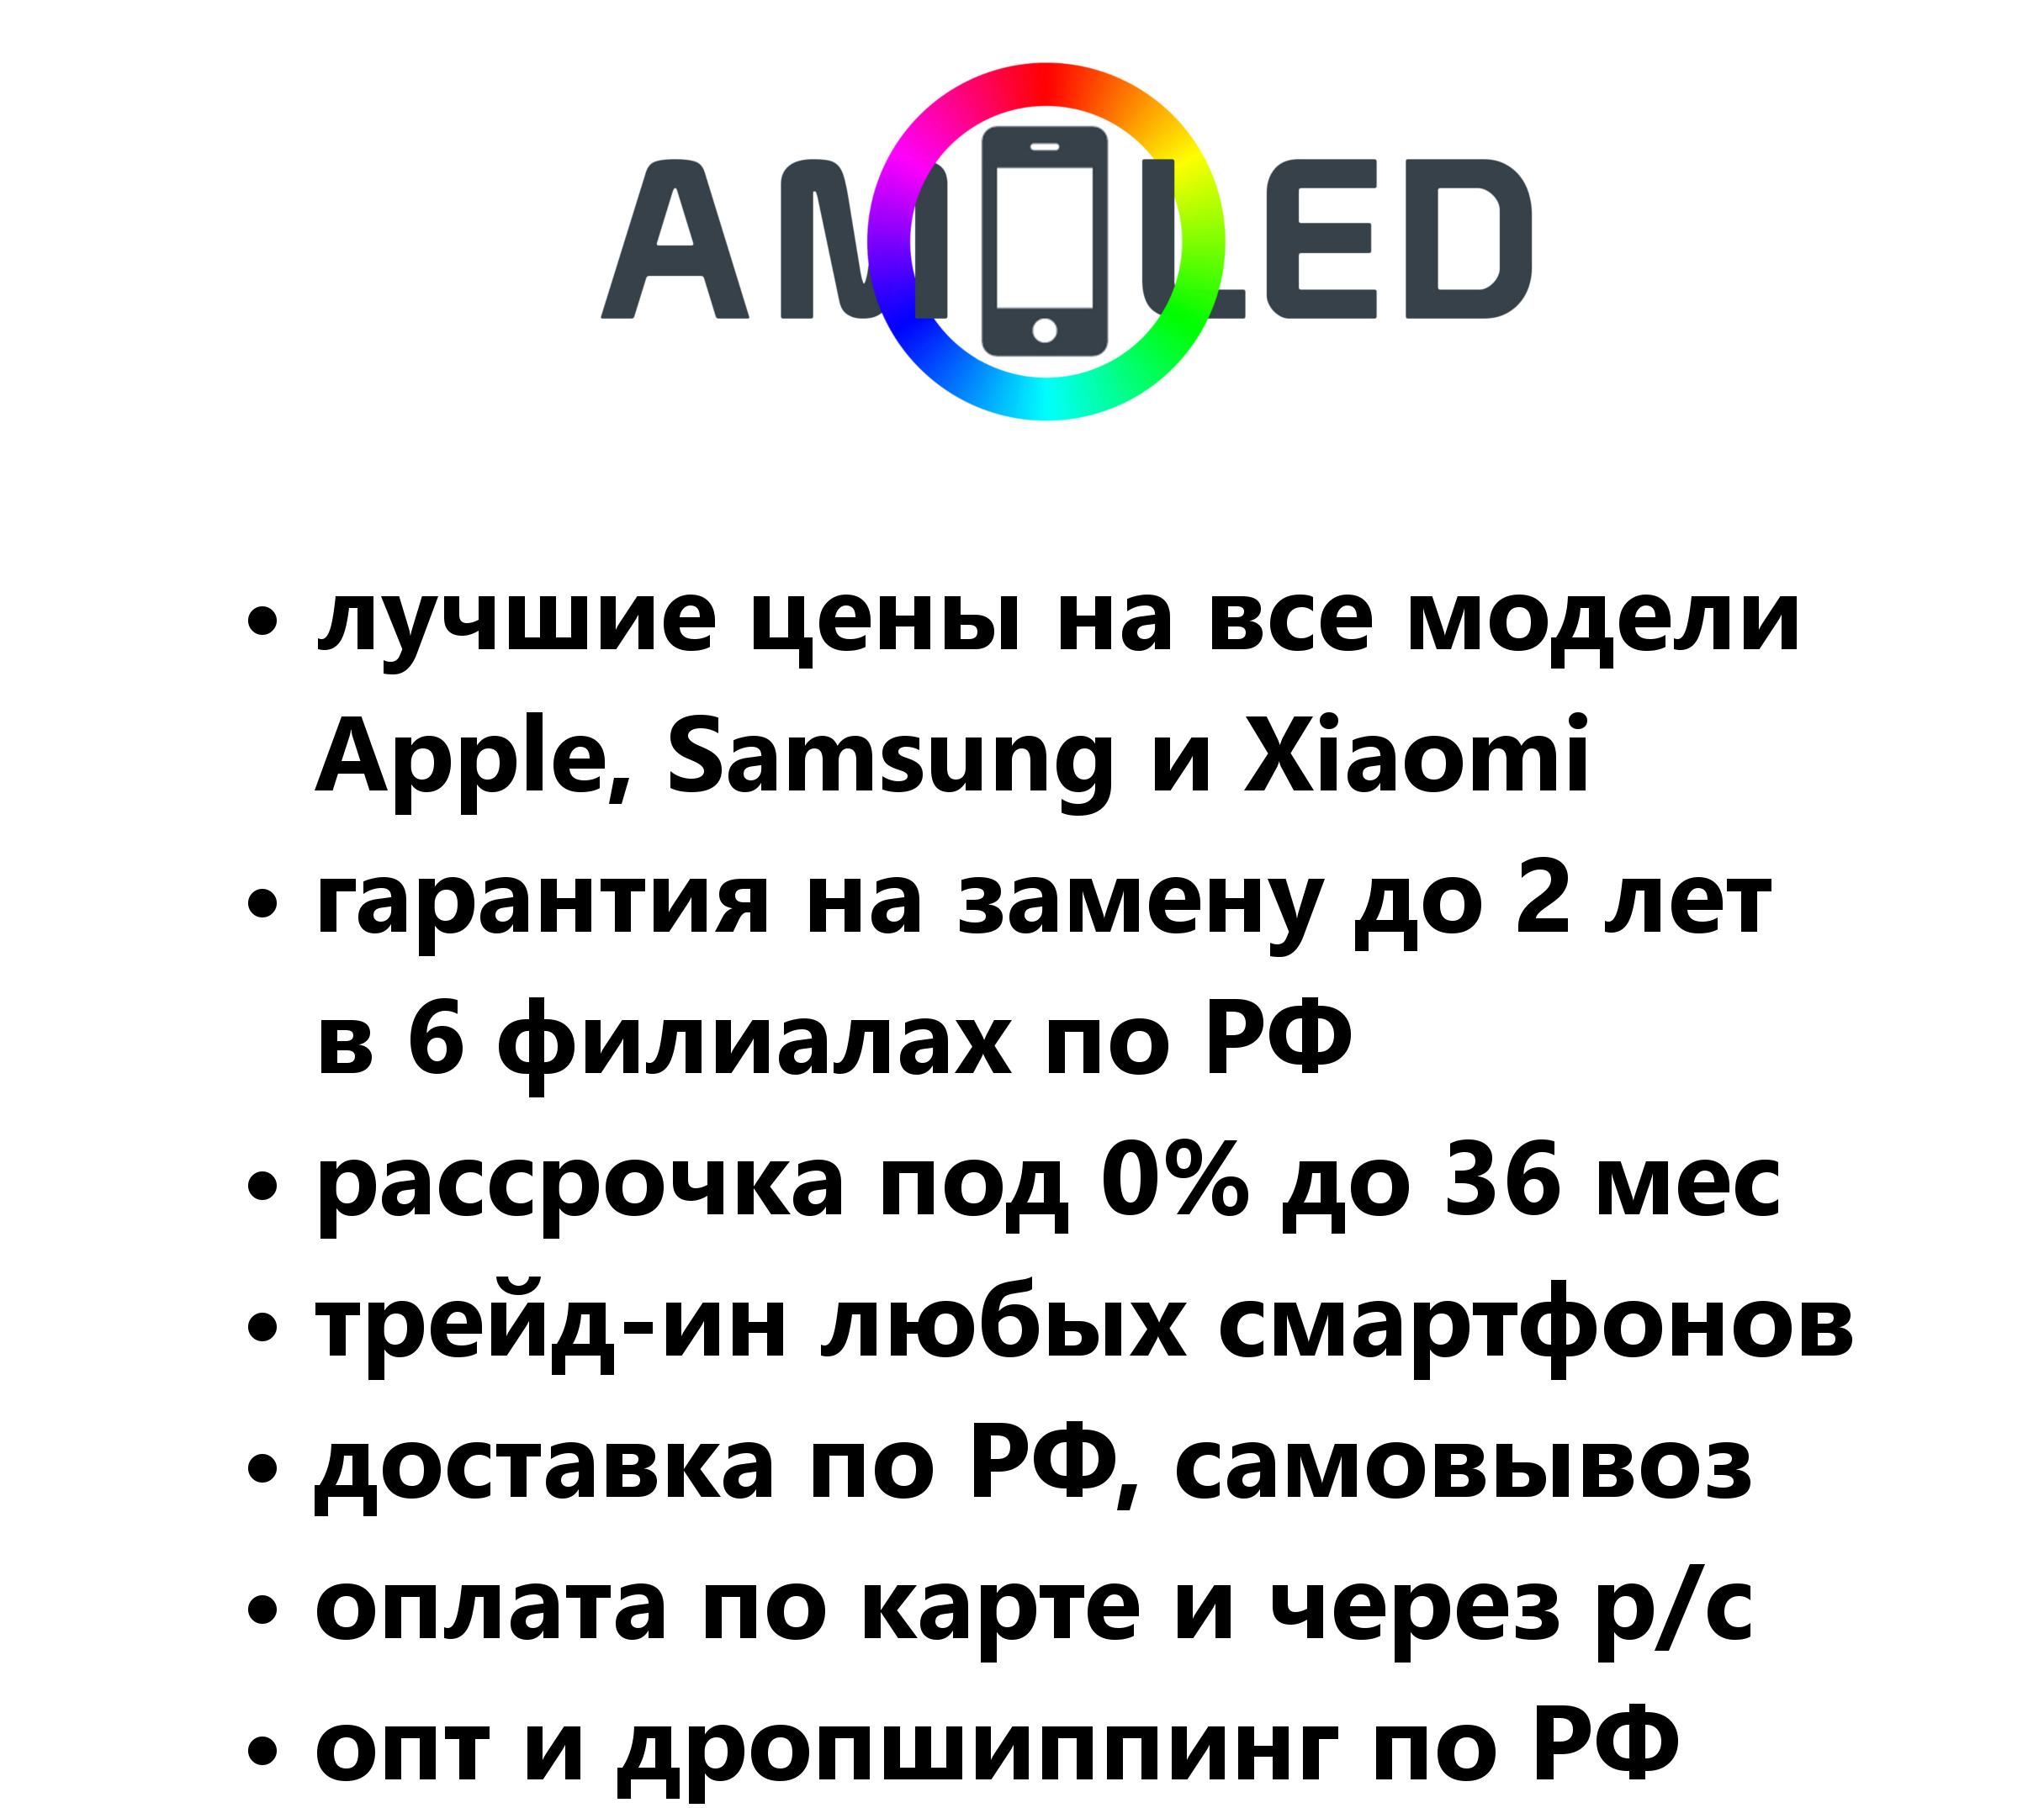 AMOLED
• лучшие цены на все модели
Apple, Samsung и Xiaomi
• гарантия на замену до 2 лет
в 6 филиалах по РФ
• рассрочка под 0% до 36 мес
• трейд-ин любых смартфонов
• доставка по РФ, самовывоз
• оплата по карте и через р/с
• опт и дропшиппинг по РФ